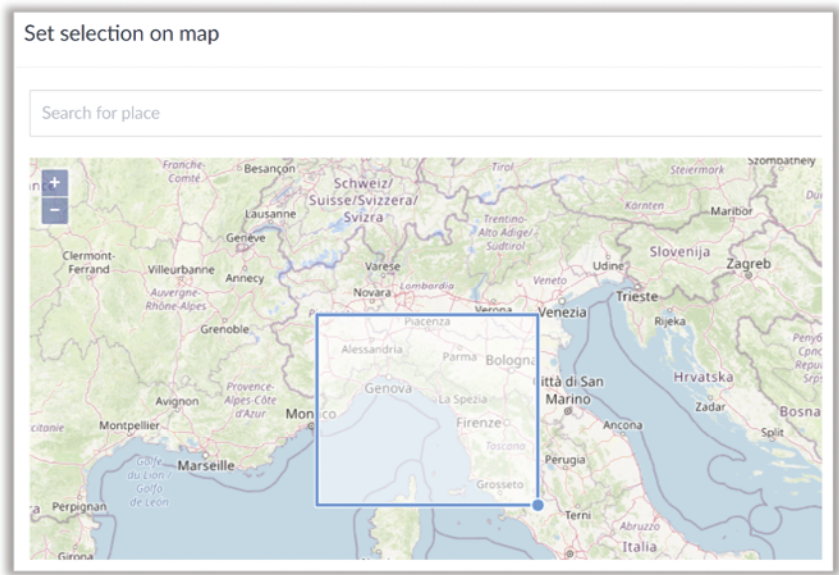 Set selection on map
Search for place
+
−
Franche-
Comté
Besançon
Schweiz/
Suisse/Svizzera/
Svizra
Lausanne
Genève
Tirol
Steiermark
Szombathely
Kärnten
Maribor
Trentino-
Alto Adige/
Südtirol
Slovenija
Zagreb
Clermont-
Ferrand
Villeurbanne
Annecy
Auvergne-
Rhône-Alpes
Varese
Novara
Lombardia
Veneto
Udine
Trieste
Verona
Venezia
Rijeka
Grenoble
Piacenza
Alessandria
Parma
Bologna
Genova
La Spezia
Città di San
Marino
Hrvatska
Zadar
Bosna
Split
Provence-
Alpes-Côte
d'Azur
Avignon
Montpellier
Monaco
Firenze
Toscana
Ancona
Perugia
Grosseto
Terni
Abruzzo
Italia
Marseille
Golfe
du Lion /
Golfo
de León
Perpignan
Girona